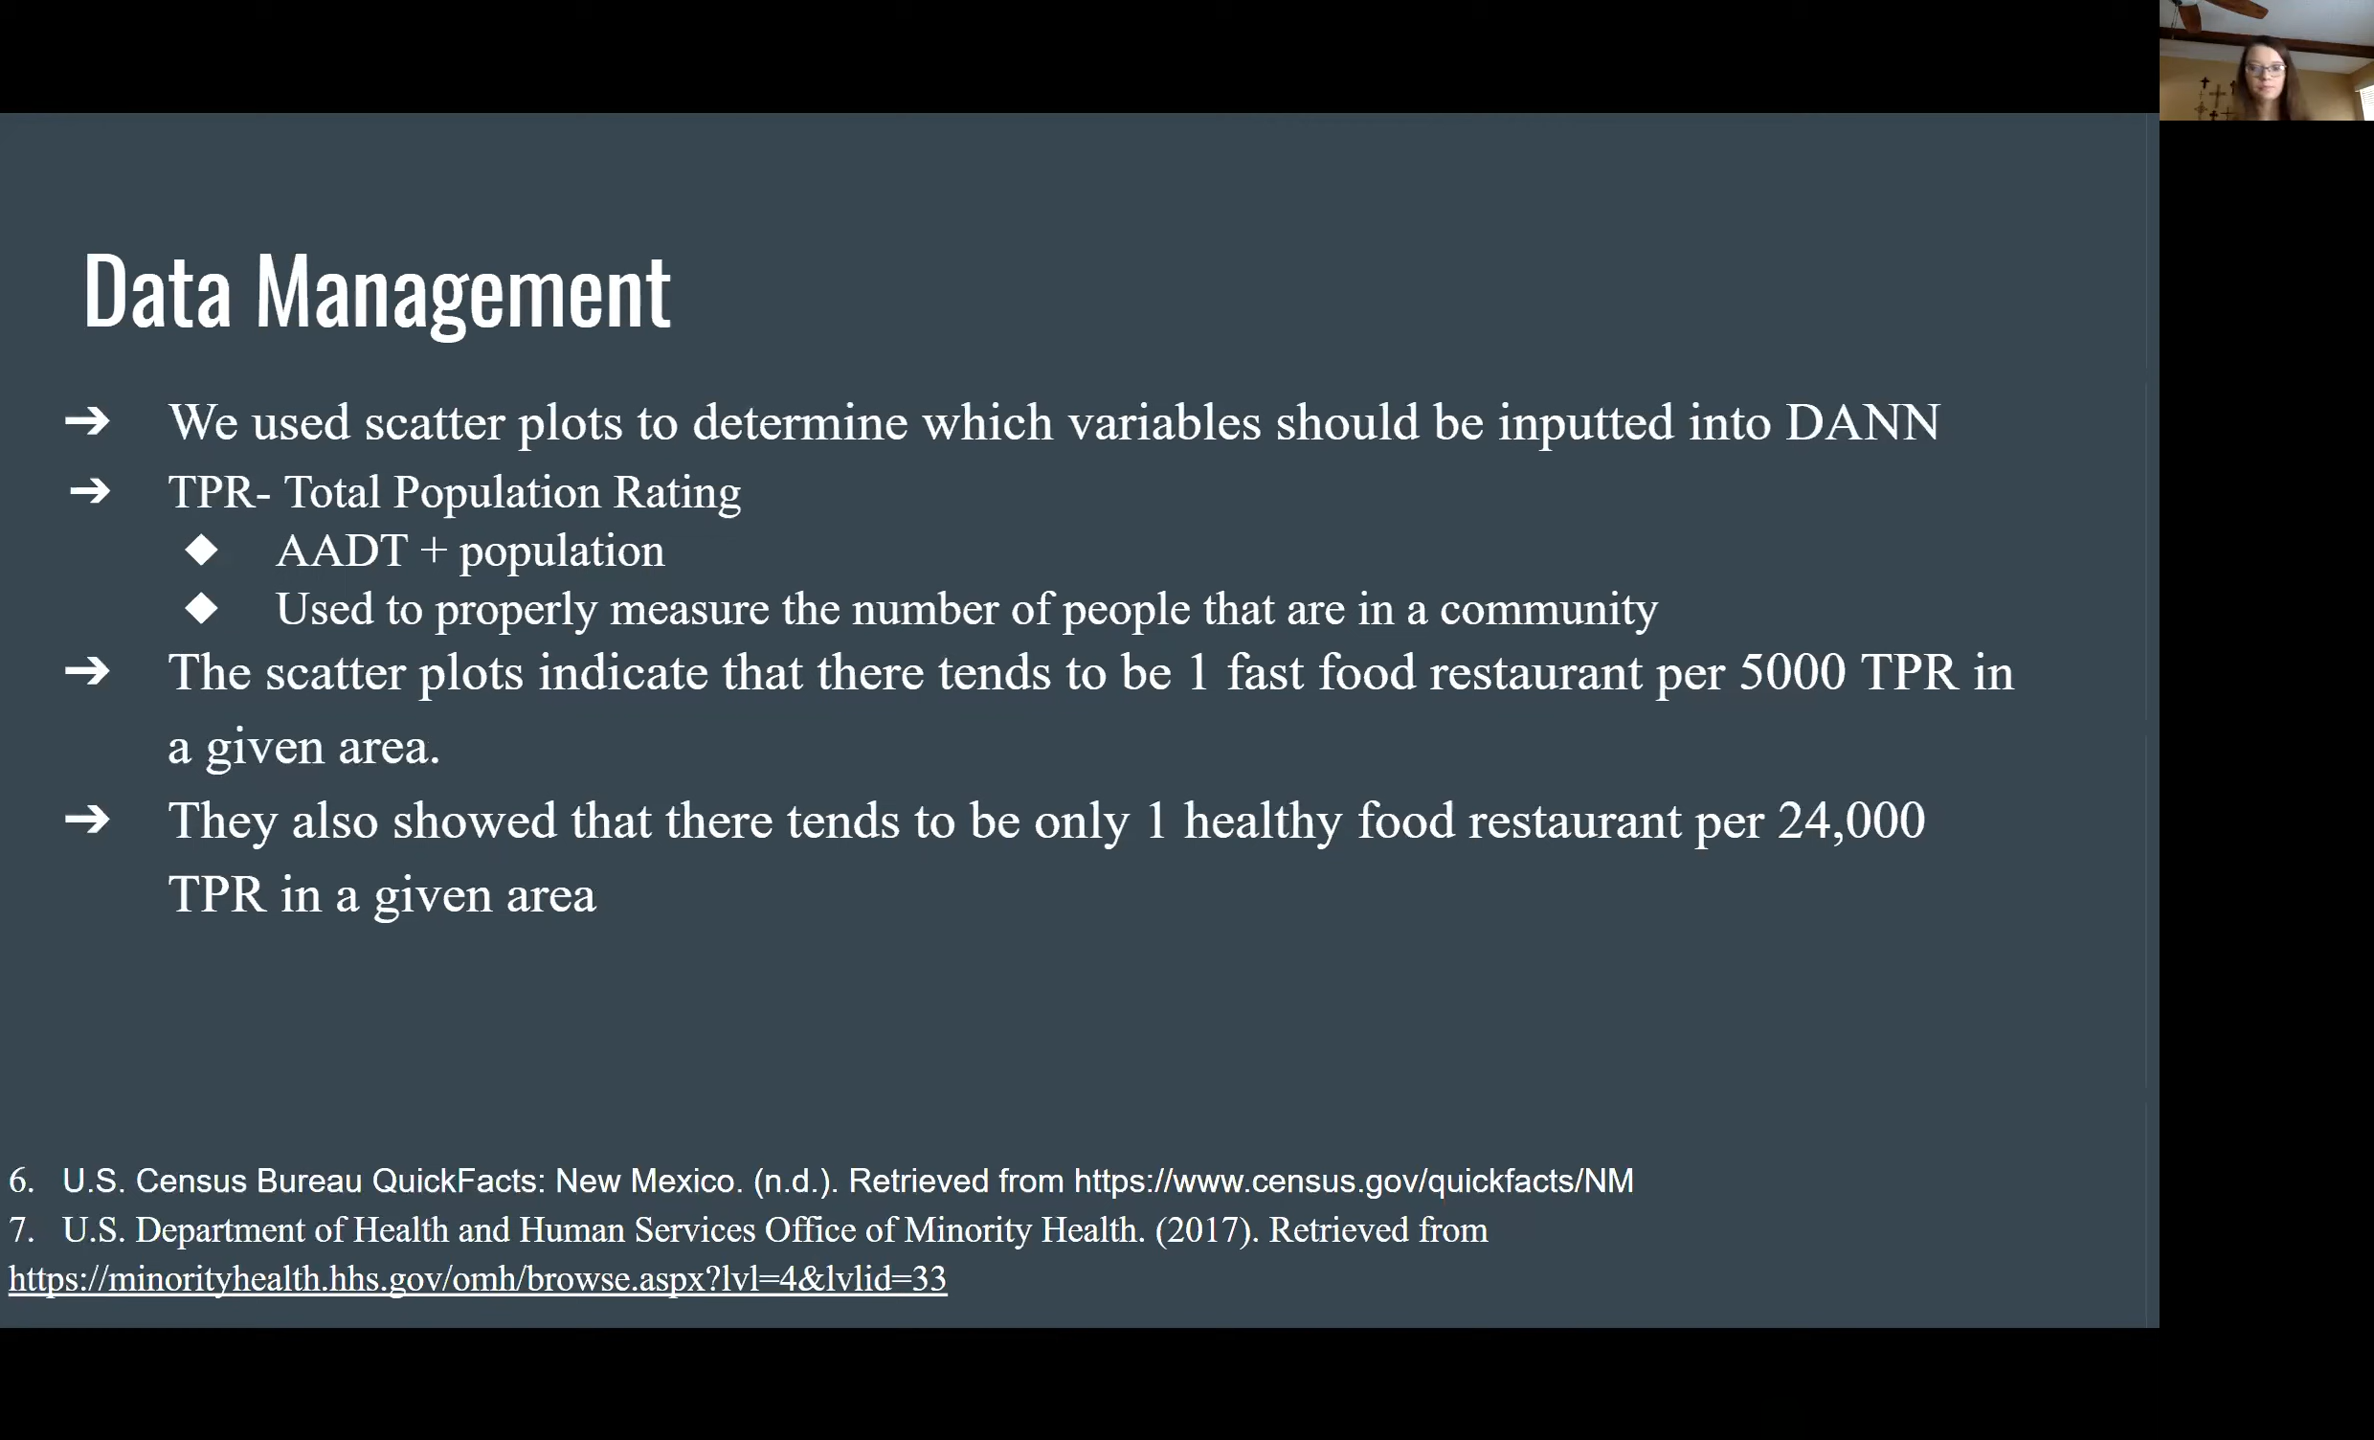 Data Management
➔ We used scatter plots to determine which variables should be inputted into DANN
➔ TPR- Total Population Rating
◆ AADT + population
◆ Used to properly measure the number of people that are in a community
➔ The scatter plots indicate that there tends to be 1 fast food restaurant per 5000 TPR in
a given area.
➔ They also showed that there tends to be only 1 healthy food restaurant per 24,000
TPR in a given area
6. U.S. Census Bureau QuickFacts: New Mexico. (n.d.). Retrieved from https://www.census.gov/quickfacts/NM
7. U.S. Department of Health and Human Services Office of Minority Health. (2017). Retrieved from
https://minorityhealth.hhs.gov/omh/browse.aspx?lvl=4&lvlid=33